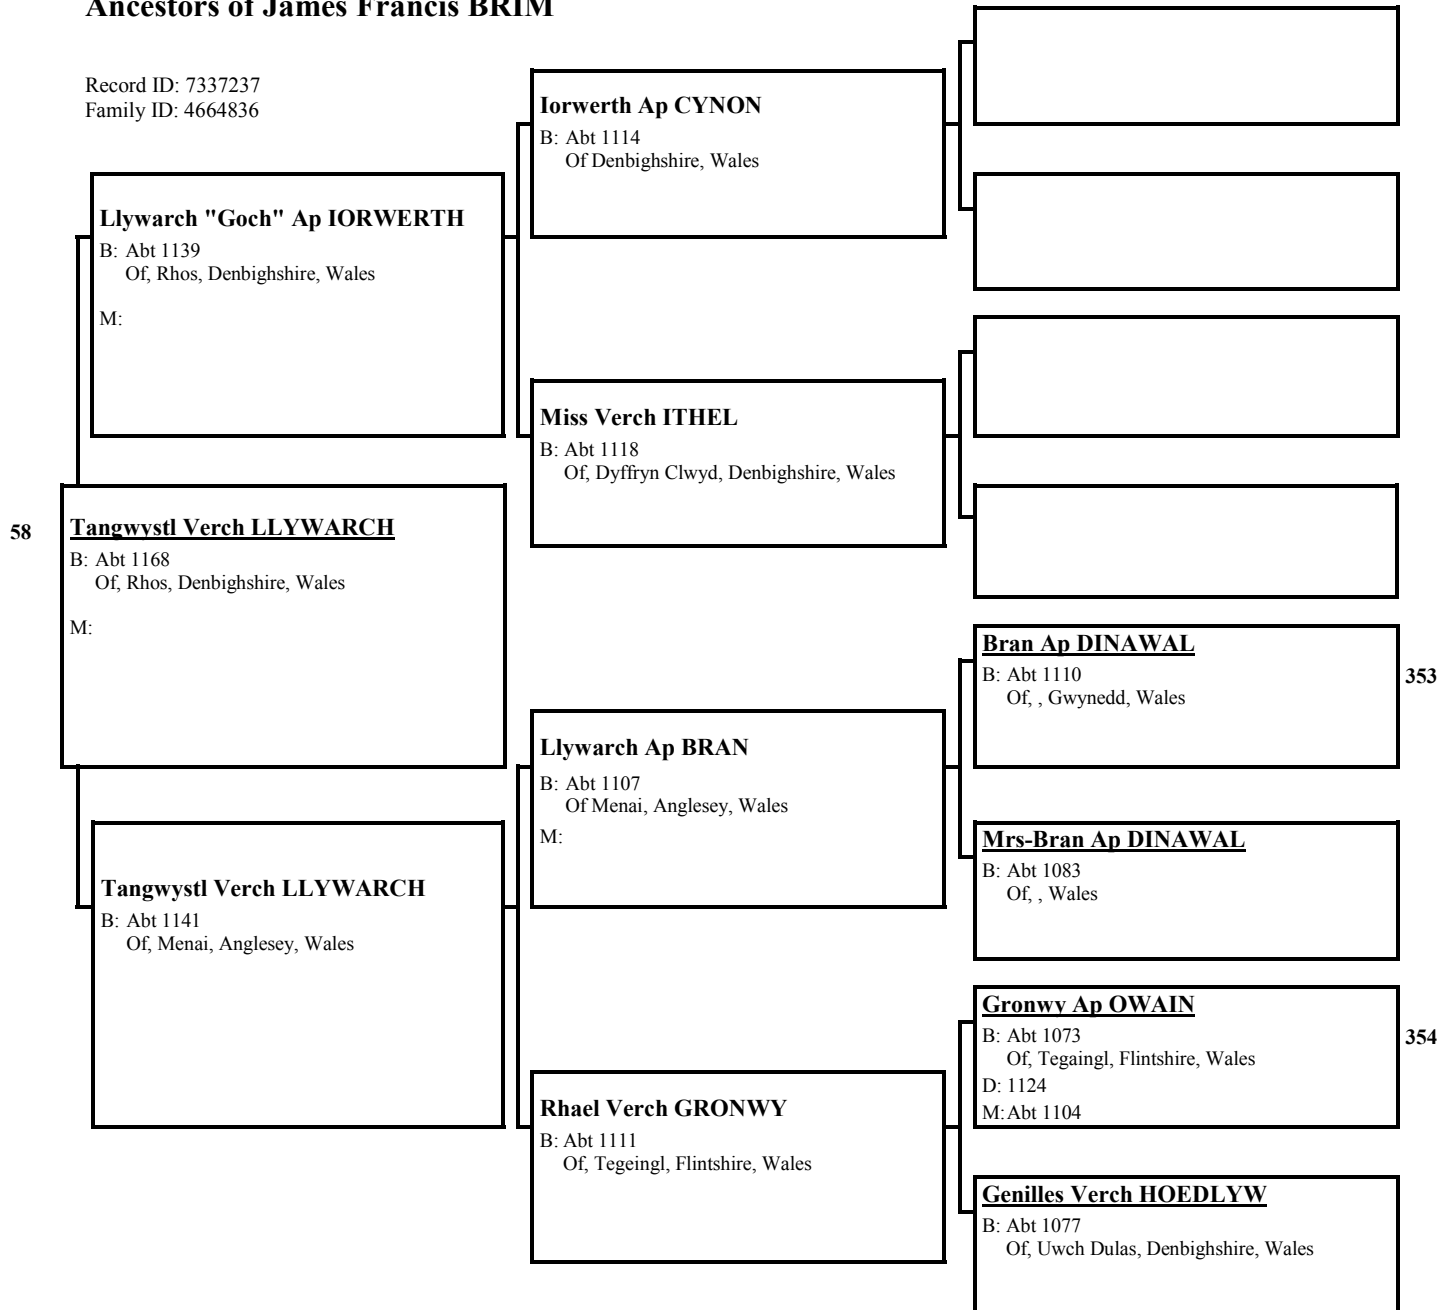 Ancestors of James Francis BRIM
Record ID: 7337237
Family ID: 4664836
Iorwerth Ap CYNON
B: Abt 1114
Of Denbighshire, Wales
Llywarch "Goch" Ap IORWERTH
B: Abt 1139
Of, Rhos, Denbighshire, Wales
M:
Miss Verch ITHEL
B: Abt 1118
Of, Dyffryn Clwyd, Denbighshire, Wales
58
Tangwystl Verch LLYWARCH
B: Abt 1168
Of, Rhos, Denbighshire, Wales
M:
Bran Ap DINAWAL
B: Abt 1110
Of, , Gwynedd, Wales
353
Llywarch Ap BRAN
B: Abt 1107
Of Menai, Anglesey, Wales
M:
Mrs-Bran Ap DINAWAL
B: Abt 1083
Of, , Wales
Tangwystl Verch LLYWARCH
B: Abt 1141
Of, Menai, Anglesey, Wales
Gronwy Ap OWAIN
B: Abt 1073
Of, Tegaingl, Flintshire, Wales
D: 1124
M:Abt 1104
354
Rhael Verch GRONWY
B: Abt 1111
Of, Tegeingl, Flintshire, Wales
Genilles Verch HOEDLYW
B: Abt 1077
Of, Uwch Dulas, Denbighshire, Wales